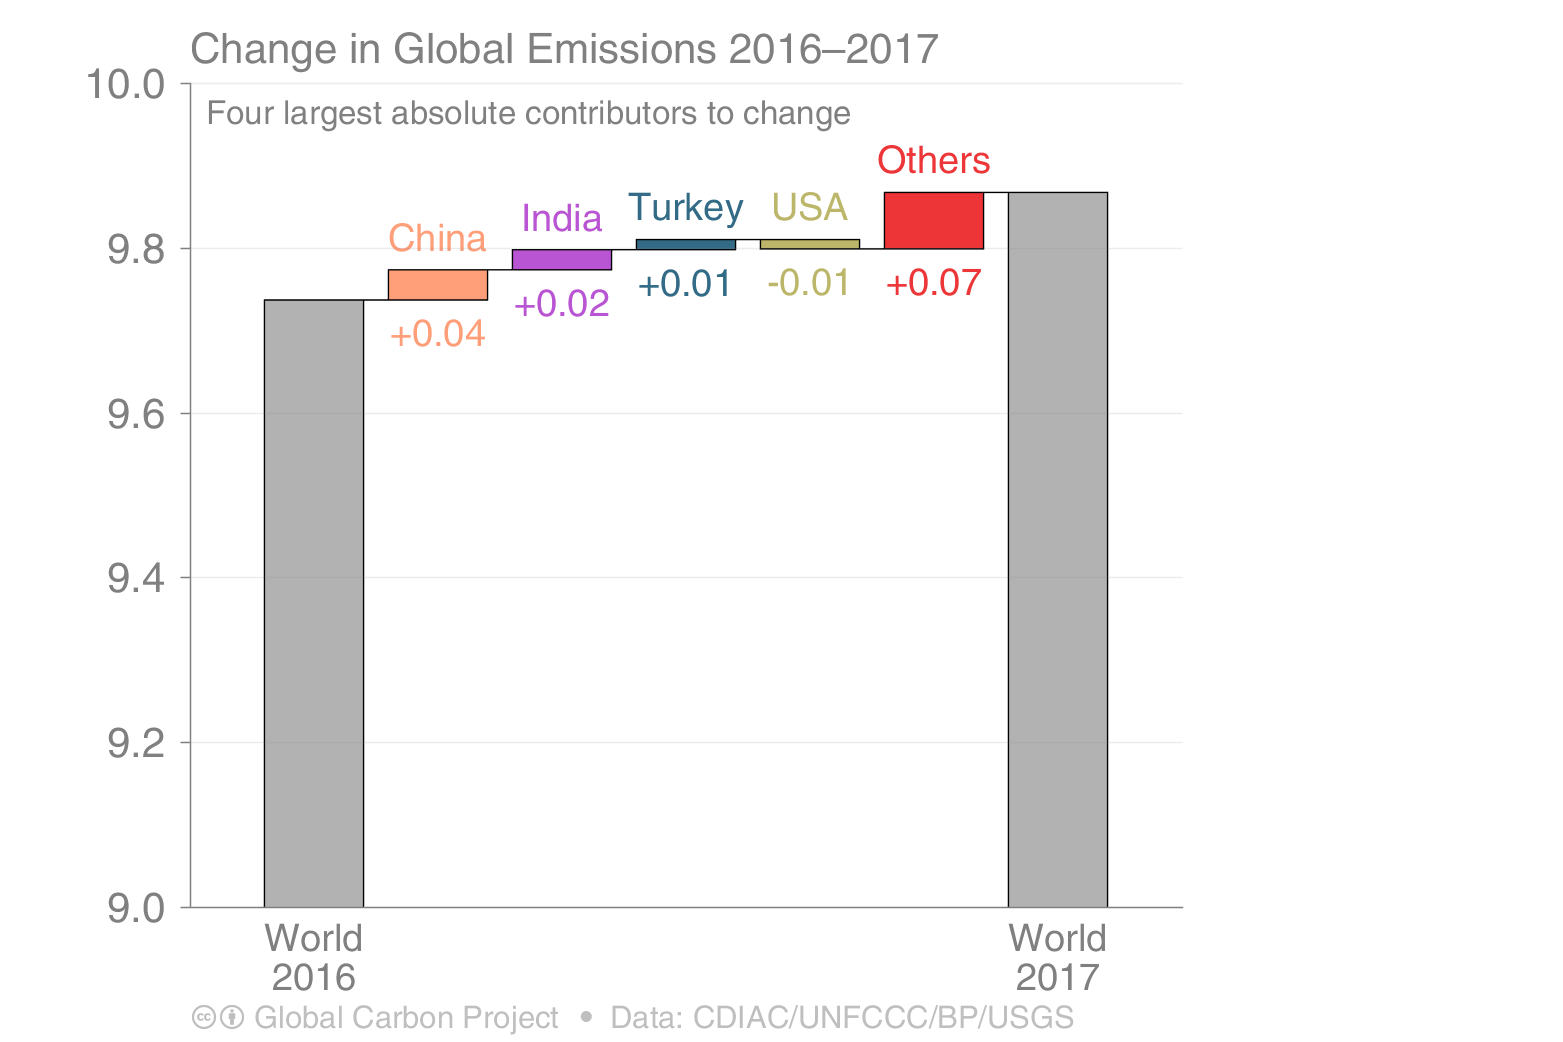 Change in Global Emissions 2016–2017
10.0
Four largest absolute contributors to change
Others
Turkey
USA
India
China
9.8
+0.07
-0.01
+0.01
+0.02
+0.04
9.6
9.4
9.2
9.0
World
2016
World
2017
cc Global Carbon Project • Data: CDIAC/UNFCCC/BP/USGS